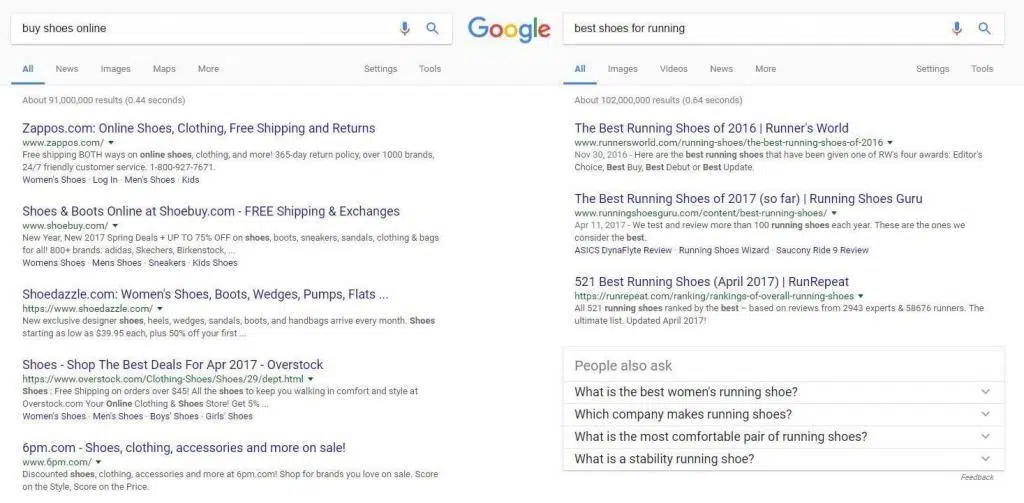 buy shoes online
Google
best shoes for running
All News Images Maps More Settings Tools
All Images Videos News More Settings Tools
About 91,000,000 results (0.44 seconds)
Zappos.com: Online Shoes, Clothing, Free Shipping and Returns
www.zappos.com/
Free shipping BOTH ways on online shoes, clothing, and more! 365-day return policy, over 1000 brands,
24/7 friendly customer service. 1-800-927-7671.
Women's Shoes · Log In · Men's Shoes · Kids
Shoes & Boots Online at Shoebuy.com - FREE Shipping & Exchanges
www.shoebuy.com/
New Year, New 2017 Spring Deals + UP TO 75% OFF on shoes, boots, sneakers, sandals, clothing & bags
for all! 800+ brands: adidas, Skechers, Birkenstock, ...
Womens Shoes · Mens Shoes · Sneakers · Kids Shoes
Shoedazzle.com: Women's Shoes, Boots, Wedges, Pumps, Flats ...
https://www.shoedazzle.com/
New exclusive designer shoes, heels, wedges, sandals, boots, and handbags arrive every month. Shoes
starting as low as $39.95 each, plus 50% off your first ...
Shoes - Shop The Best Deals For Apr 2017 - Overstock
https://www.overstock.com/Clothing-Shoes/Shoes/29/dept.html
Shoes : Free Shipping on orders over $45! All the shoes to keep you walking in comfort and style at
Overstock.com Your Online Clothing & Shoes Store! Get 5% ...
Women's Shoes · Men's Shoes · Boys' Shoes · Girls' Shoes
6pm.com - Shoes, clothing, accessories and more on sale!
www.6pm.com/
Discounted shoes, clothing, accessories and more at 6pm.com! Shop for brands you love on sale. Score
on the Style, Score on the Price.
About 102,000,000 results (0.64 seconds)
The Best Running Shoes of 2016 | Runner's World
www.runnersworld.com/running-shoes/the-best-running-shoes-of-2016
Nov 30, 2016 - Here are the best running shoes that have been given one of RW's four awards: Editor's
Choice, Best Buy, Best Debut or Best Update.
The Best Running Shoes of 2017 (so far) | Running Shoes Guru
www.runningshoesguru.com/content/best-running-shoes/
Apr 11, 2017 - We test and review more than 100 running shoes each year. These are the ones we
consider the best.
ASICS DynaFlyte Review · Running Shoes Wizard · Saucony Ride 9 Review
521 Best Running Shoes (April 2017) | RunRepeat
https://runrepeat.com/ranking/rankings-of-overall-running-shoes
All 521 running shoes ranked by the best – based on reviews from 2943 experts & 58676 runners. The
ultimate list. Updated April 2017!
People also ask
What is the best women's running shoe?
Which company makes running shoes?
What is the most comfortable pair of running shoes?
What is a stability running shoe?
Feedback